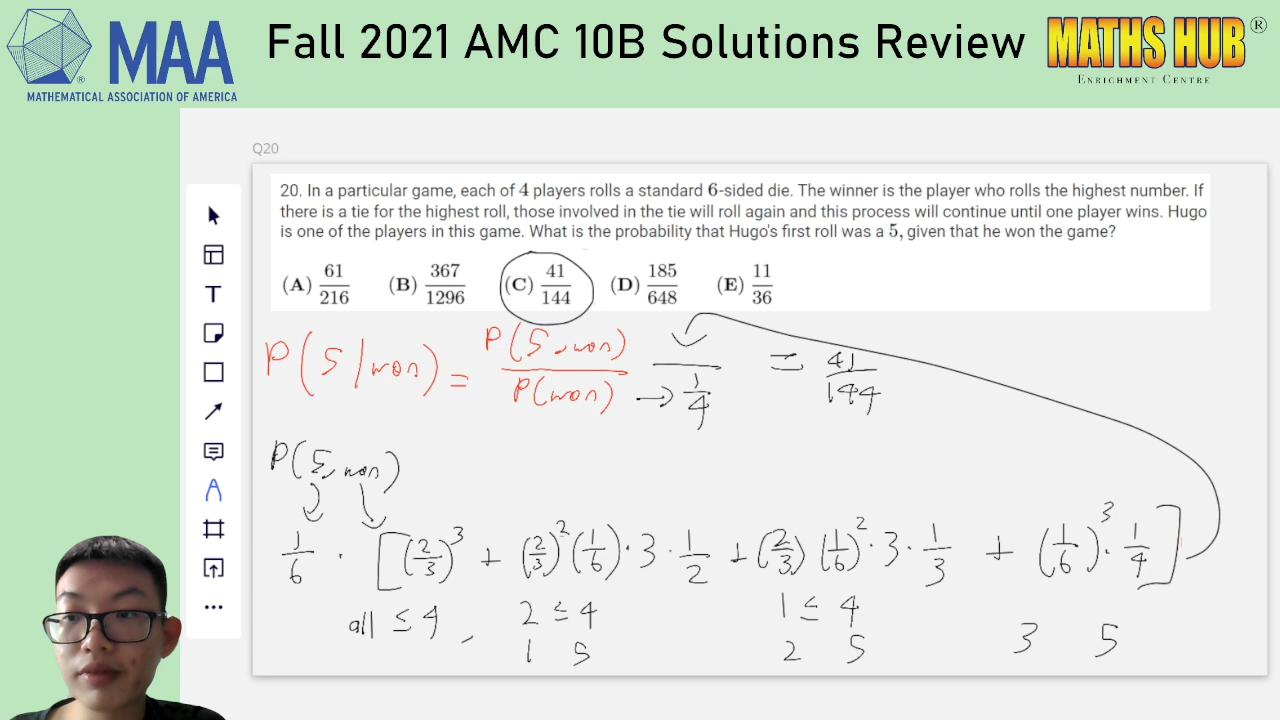 MAA
MATHEMATICAL ASSOCIATION OF AMERICA
Fall 2021 AMC 10B Solutions Review
MATHS HUB®
ENRICHMENT CENTRE
Q20
20. In a particular game, each of 4 players rolls a standard 6-sided die. The winner is the player who rolls the highest number. If
there is a tie for the highest roll, those involved in the tie will roll again and this process will continue until one player wins. Hugo
is one of the players in this game. What is the probability that Hugo's first roll was a 5, given that he won the game?
(A) 61/216 (B) 367/1296 (C) 41/144 (D) 185/648 (E) 11/36
P(5 | won) = P(5, won)/P(won) → 1/4 = 41/144
P(5, won)
1/6 · [(2/3)^3 + (2/3)^2 (1/6) · 3 · 1/2 + (2/3) (1/6)^2 · 3 · 1/3 + (1/6)^3 · 1/4]
all ≤ 4 , 2 ≤ 4 1 ≤ 4
1 5 2 5 3 5
T